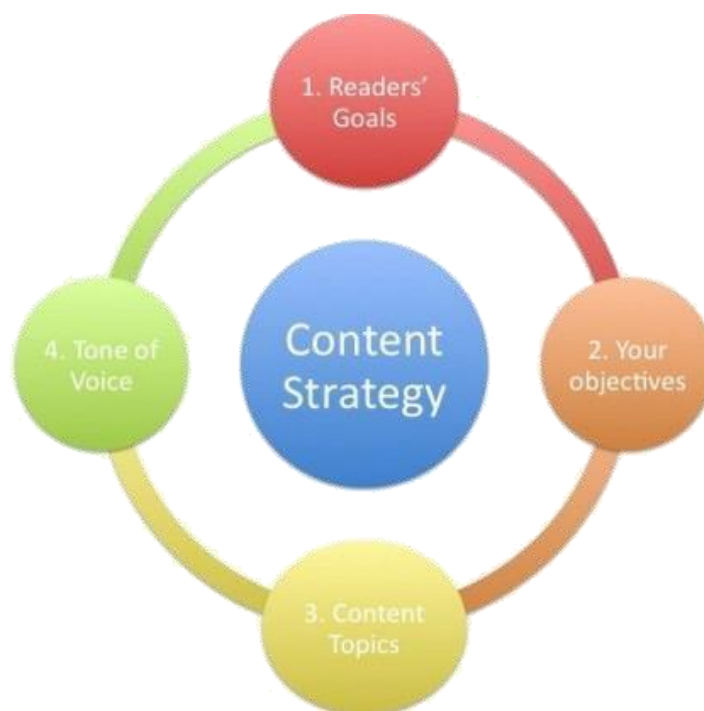 1. Readers’
Goals
Content
Strategy
2. Your
objectives
3. Content
Topics
4. Tone of
Voice